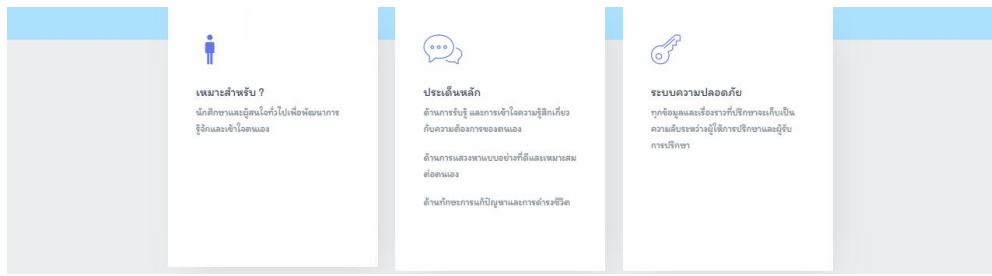 เหมาะสำหรับ ?
นักศึกษาและผู้สนใจทั่วไปเพื่อพัฒนาการ
รู้จักและเข้าใจตนเอง
ประเด็นหลัก
ด้านการรับรู้ และการเข้าใจความรู้สึกเกี่ยว
กับความต้องการของตนเอง
ด้านการแสวงหาแบบอย่างที่ดีและเหมาะสม
ต่อตนเอง
ด้านทักษะการแก้ปัญหาและการดำรงชีวิต
ระบบความปลอดภัย
ทุกข้อมูลและเรื่องราวที่ปรึกษาจะเก็บเป็น
ความลับระหว่างผู้ให้การปรึกษาและผู้รับ
การปรึกษา